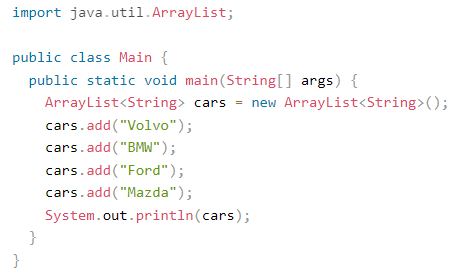 import java.util.ArrayList;

public class Main {
  public static void main(String[] args) {
    ArrayList<String> cars = new ArrayList<String>();
    cars.add("Volvo");
    cars.add("BMW");
    cars.add("Ford");
    cars.add("Mazda");
    System.out.println(cars);
  }
}